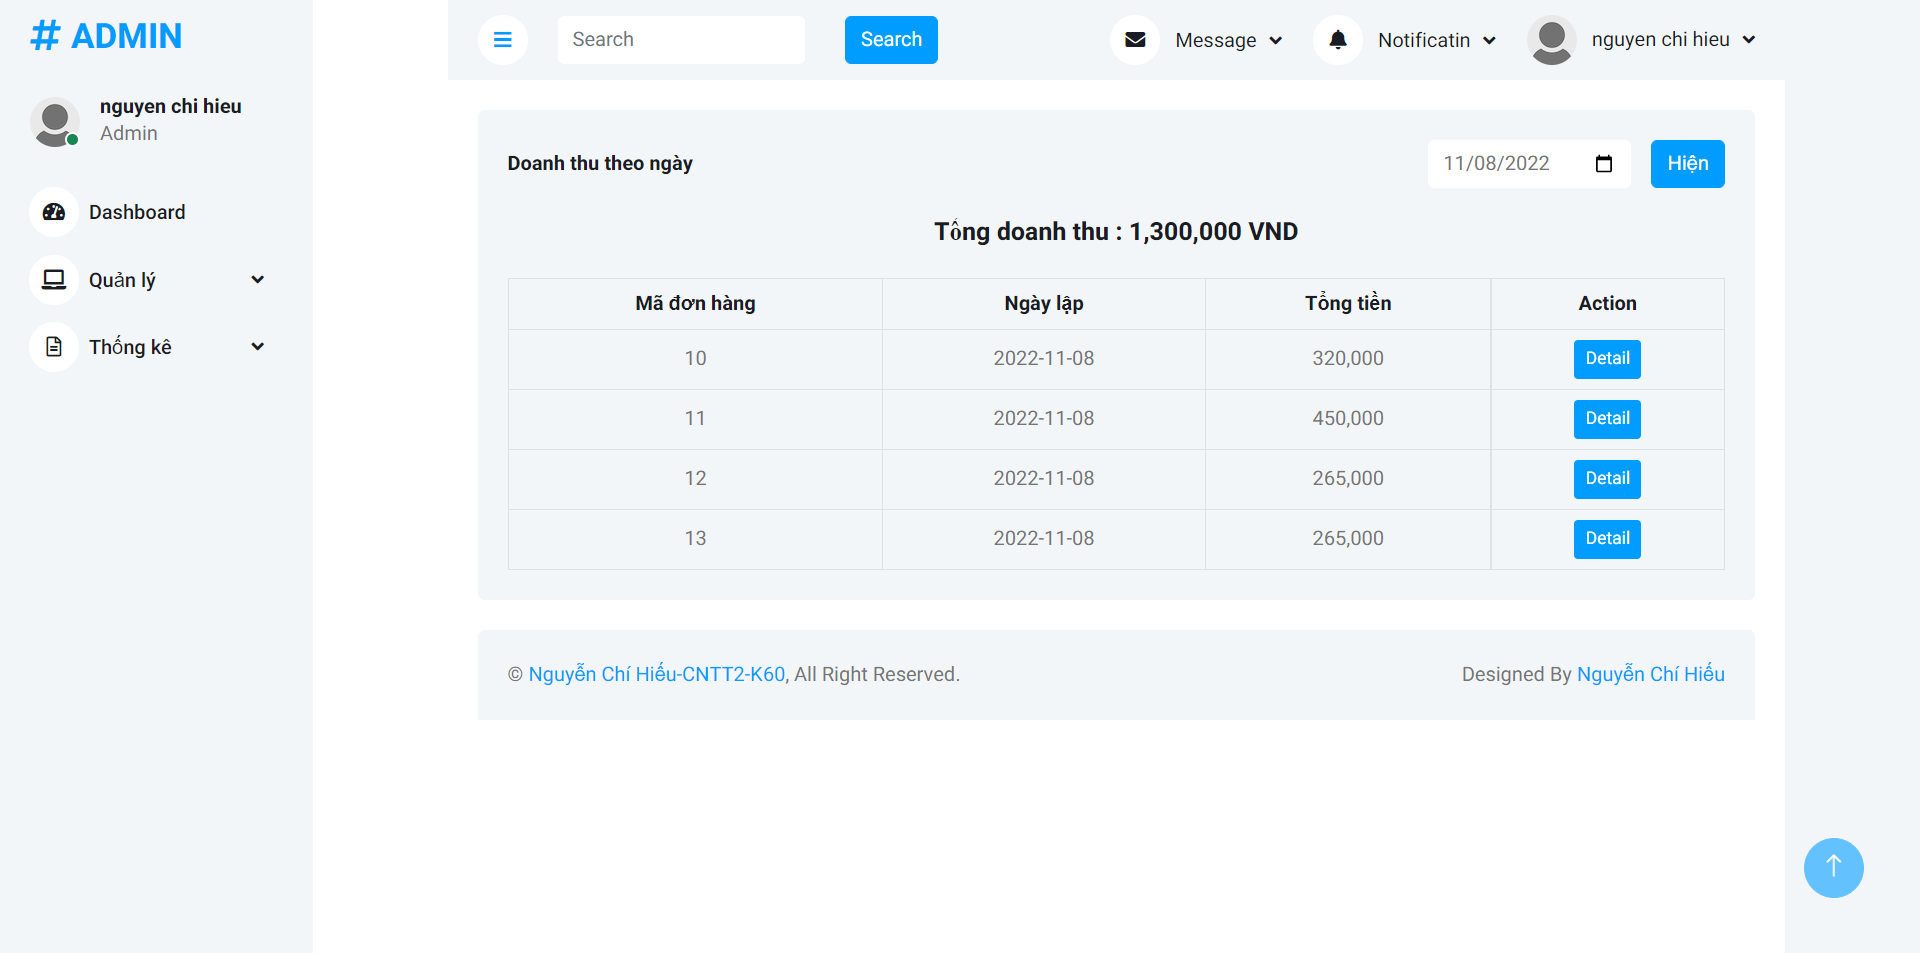 # ADMIN
nguyen chi hieu
Admin
Dashboard
Quản lý
Thống kê
Search Search Message Notificatin nguyen chi hieu
Doanh thu theo ngày 11/08/2022 Hiện
Tổng doanh thu : 1,300,000 VND
Mã đơn hàng Ngày lập Tổng tiền Action
10 2022-11-08 320,000 Detail
11 2022-11-08 450,000 Detail
12 2022-11-08 265,000 Detail
13 2022-11-08 265,000 Detail
© Nguyễn Chí Hiếu-CNTT2-K60, All Right Reserved. Designed By Nguyễn Chí Hiếu